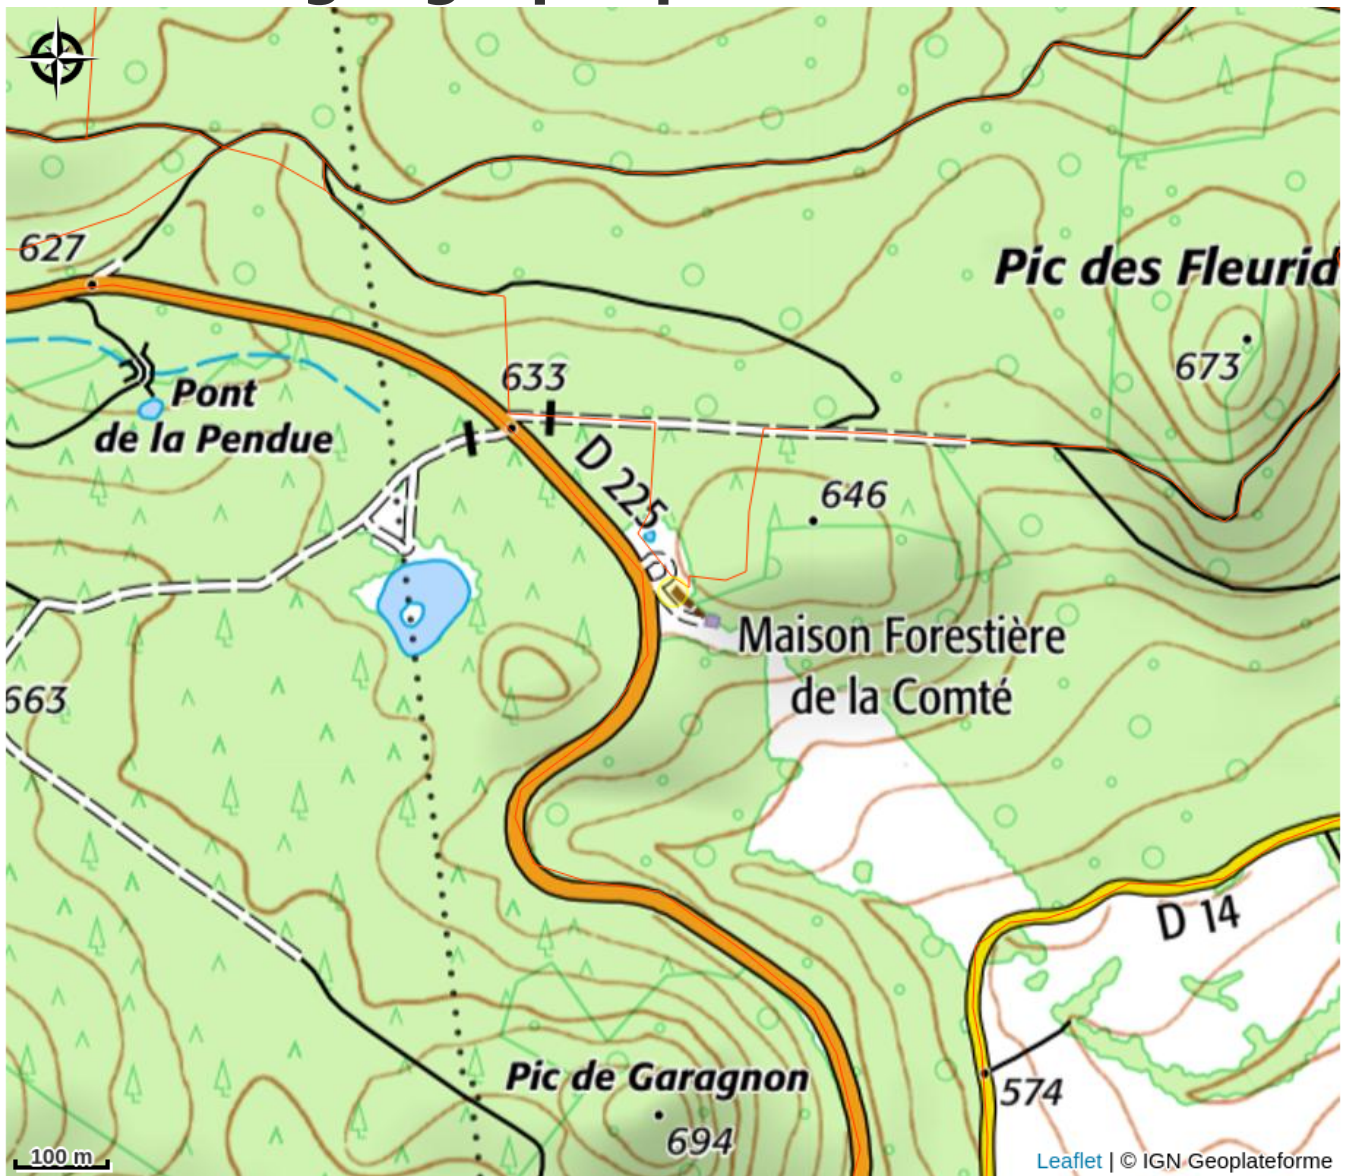 627
Pic des Fleurid
673
633
Pont
de la Pendue
D 225
646
Maison Forestière
de la Comté
663
D 14
Pic de Garagnon
574
694
100 m
Leaflet | © IGN Geoplateforme